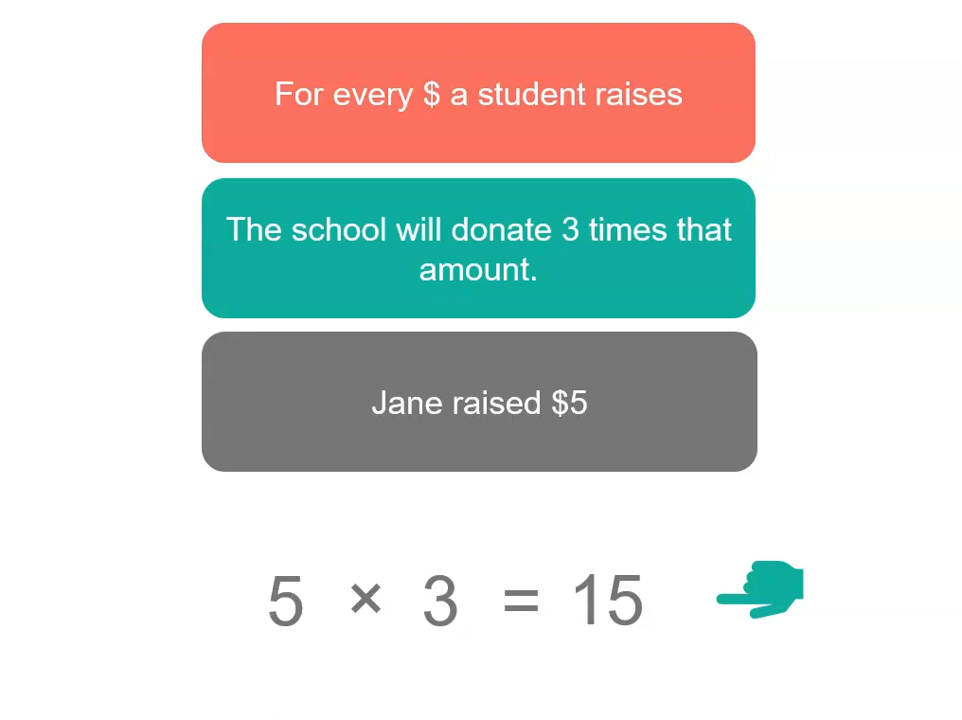 For every $ a student raises
The school will donate 3 times that
amount.
Jane raised $5
5 × 3 = 15